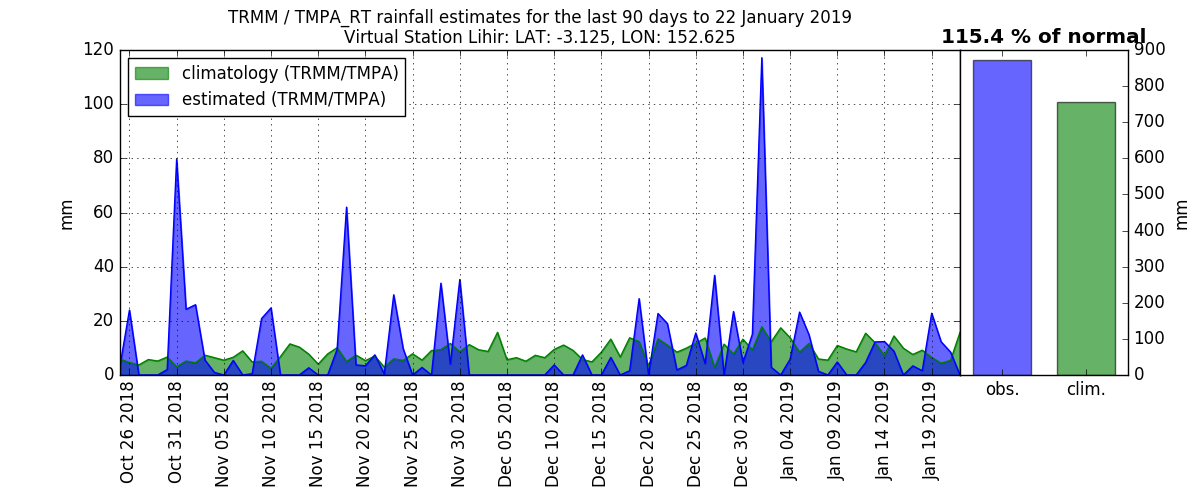 TRMM / TMPA_RT rainfall estimates for the last 90 days to 22 January 2019
Virtual Station Lihir: LAT: -3.125, LON: 152.625
115.4 % of normal
climatology (TRMM/TMPA)
estimated (TRMM/TMPA)
120
100
80
60
40
20
0
mm
900
800
700
600
500
400
300
200
100
0
mm
Oct 26 2018
Oct 31 2018
Nov 05 2018
Nov 10 2018
Nov 15 2018
Nov 20 2018
Nov 25 2018
Nov 30 2018
Dec 05 2018
Dec 10 2018
Dec 15 2018
Dec 20 2018
Dec 25 2018
Dec 30 2018
Jan 04 2019
Jan 09 2019
Jan 14 2019
Jan 19 2019
obs.
clim.